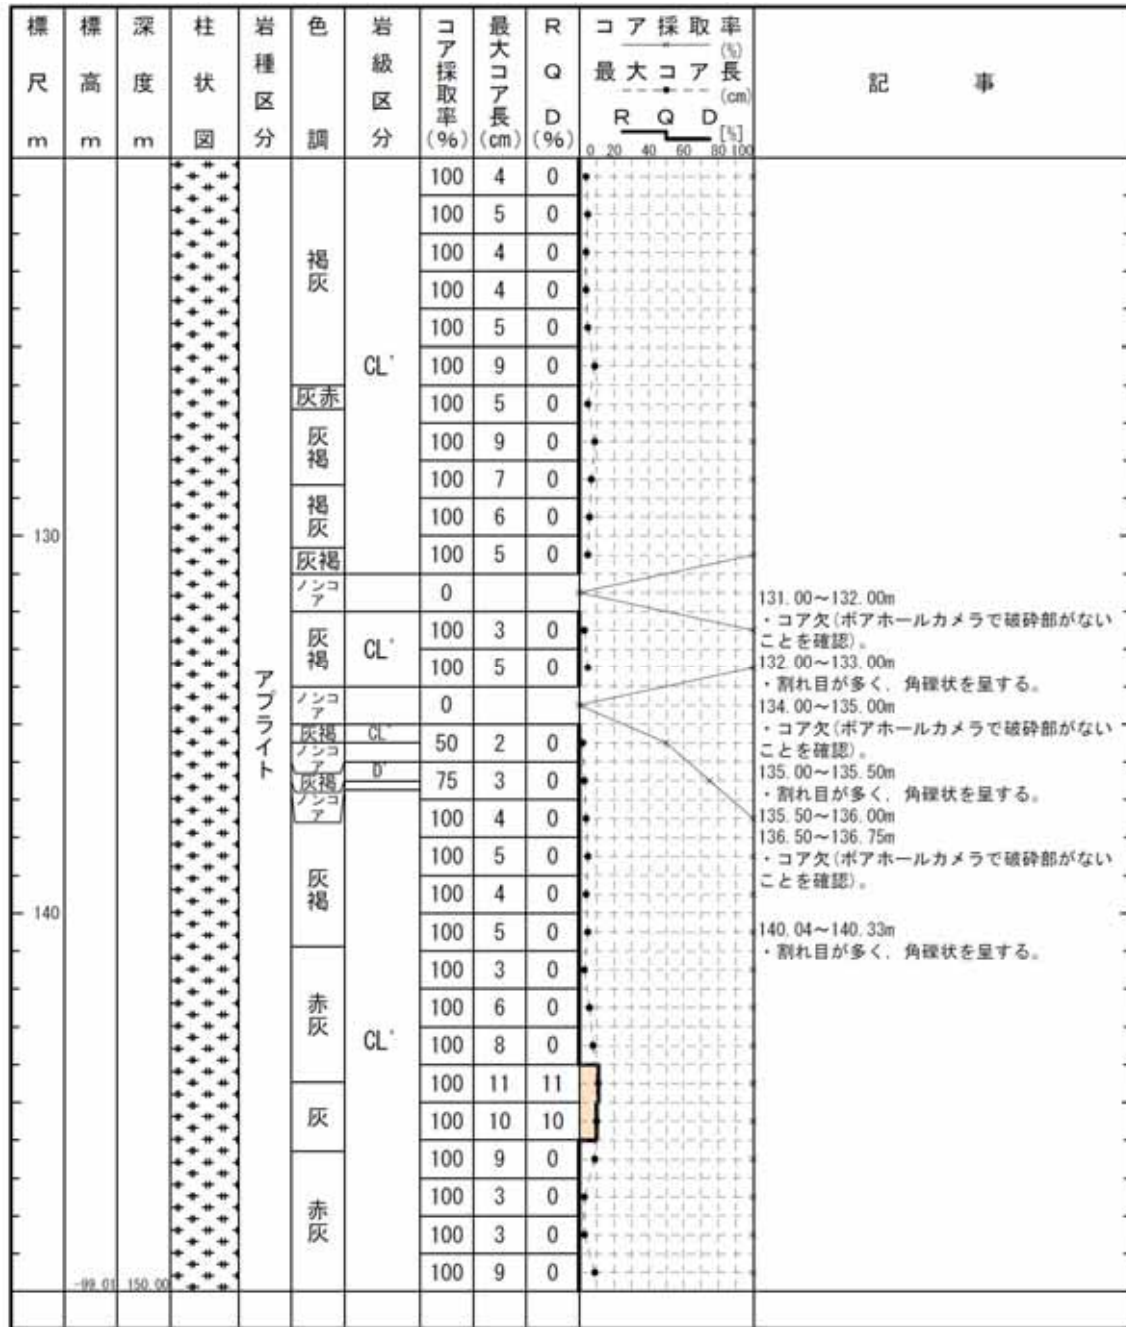 標尺m 標高m 深度m 柱状図 岩種区分 色調 岩級区分 コア採取率(%) 最大コア長(cm) RQD(%) コア採取率(%) 最大コア長(cm) RQD[%] 記事
0 20 40 60 80 100
褐灰
100 4 0
100 5 0
100 4 0
100 4 0
100 5 0
CL'
100 9 0
灰赤 100 5 0
灰褐
100 9 0
100 7 0
褐灰
100 6 0
130
灰褐 100 5 0
ノンコア 0
灰褐 CL'
100 3 0
100 5 0
ノンコア 0
灰褐 CL'
50 2 0
ノンコア
D'
灰褐 75 3 0
ノンコア
100 4 0
灰褐
100 5 0
100 4 0
140
100 5 0
赤灰
100 3 0
100 6 0
CL'
100 8 0
100 11 11
灰
100 10 10
100 9 0
赤灰
100 3 0
100 3 0
100 9 0
-99.01 150.00
アプライト
131.00～132.00m
・コア欠(ボアホールカメラで破砕部がない
ことを確認)。
132.00～133.00m
・割れ目が多く、角礫状を呈する。
134.00～135.00m
・コア欠(ボアホールカメラで破砕部がない
ことを確認)。
135.00～135.50m
・割れ目が多く、角礫状を呈する。
135.50～136.00m
136.50～136.75m
・コア欠(ボアホールカメラで破砕部がない
ことを確認)。
140.04～140.33m
・割れ目が多く、角礫状を呈する。